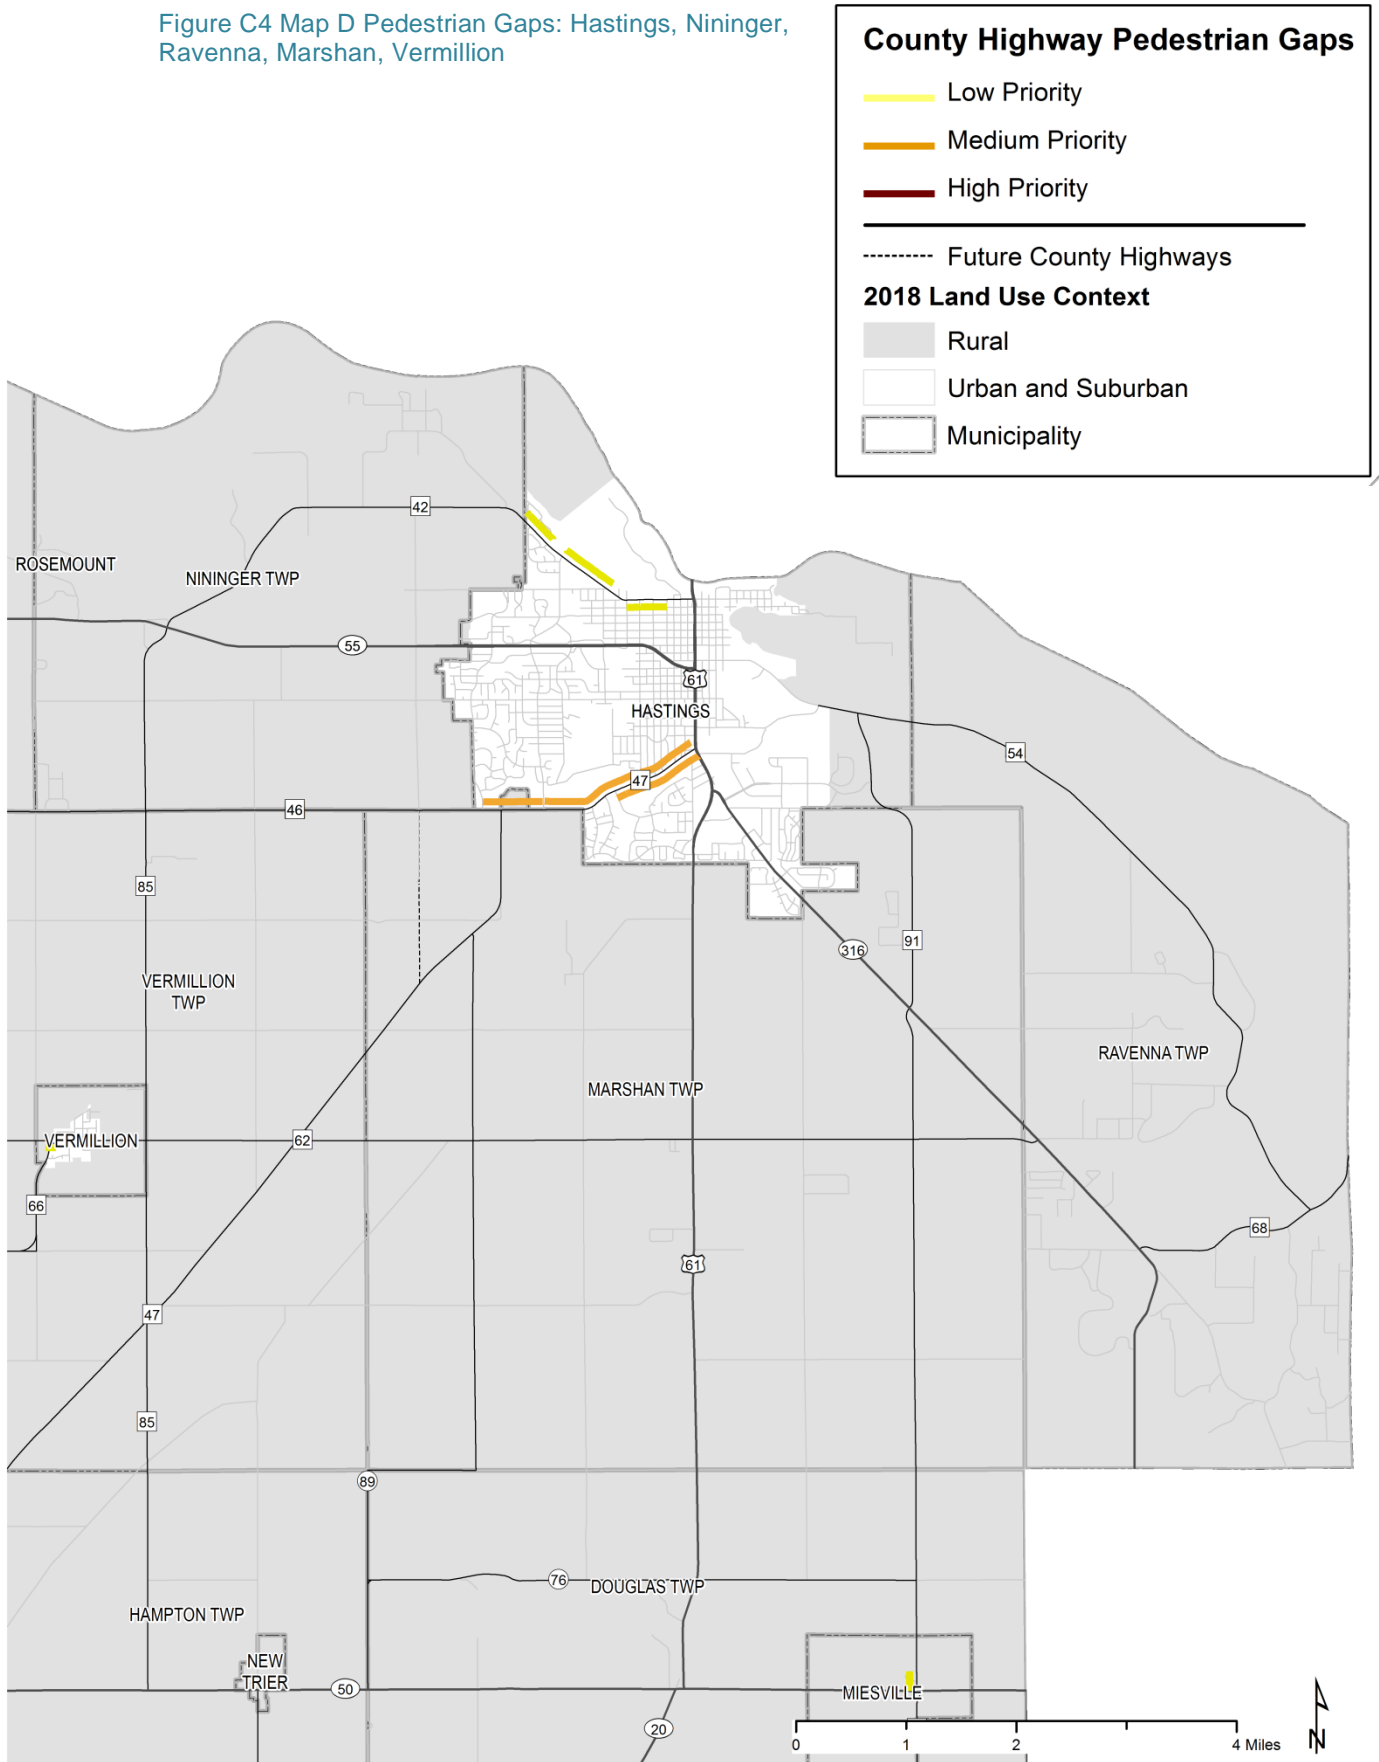 Figure C4 Map D Pedestrian Gaps: Hastings, Nininger,
Ravenna, Marshan, Vermillion
County Highway Pedestrian Gaps
Low Priority
Medium Priority
High Priority
Future County Highways
2018 Land Use Context
Rural
Urban and Suburban
Municipality
42
ROSEMOUNT
NININGER TWP
55
61
HASTINGS
54
47
46
85
91
316
VERMILLION
TWP
RAVENNA TWP
MARSHAN TWP
VERMILLION
62
66
68
61
47
85
89
76
DOUGLAS TWP
HAMPTON TWP
NEW
TRIER
50
MIESVILLE
20
0 1 2 4 Miles
N